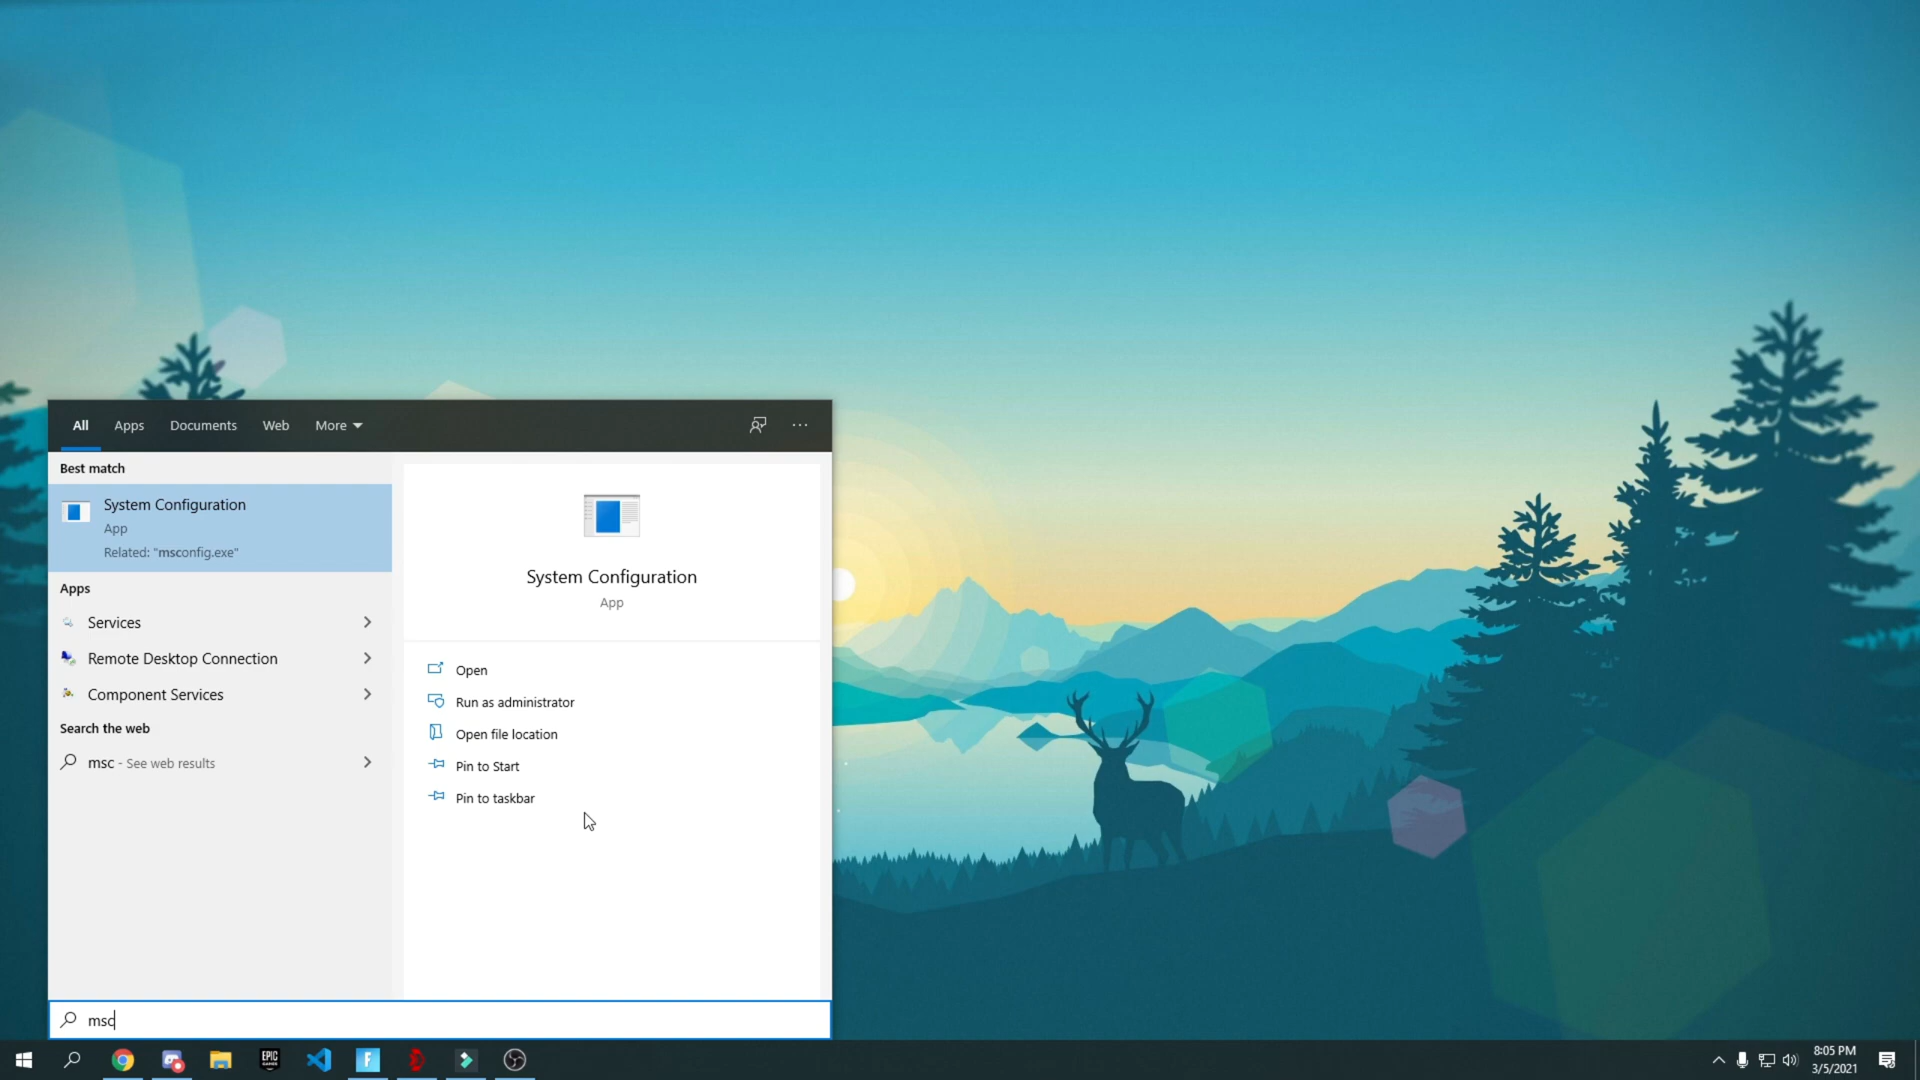 All Apps Documents Web More
Best match
System Configuration
App
Related: "msconfig.exe"
Apps
Services
Remote Desktop Connection
Component Services
Search the web
msc - See web results
System Configuration
App
Open
Run as administrator
Open file location
Pin to Start
Pin to taskbar
msc
EPIC
GAMES
F
8:05 PM
3/5/2021